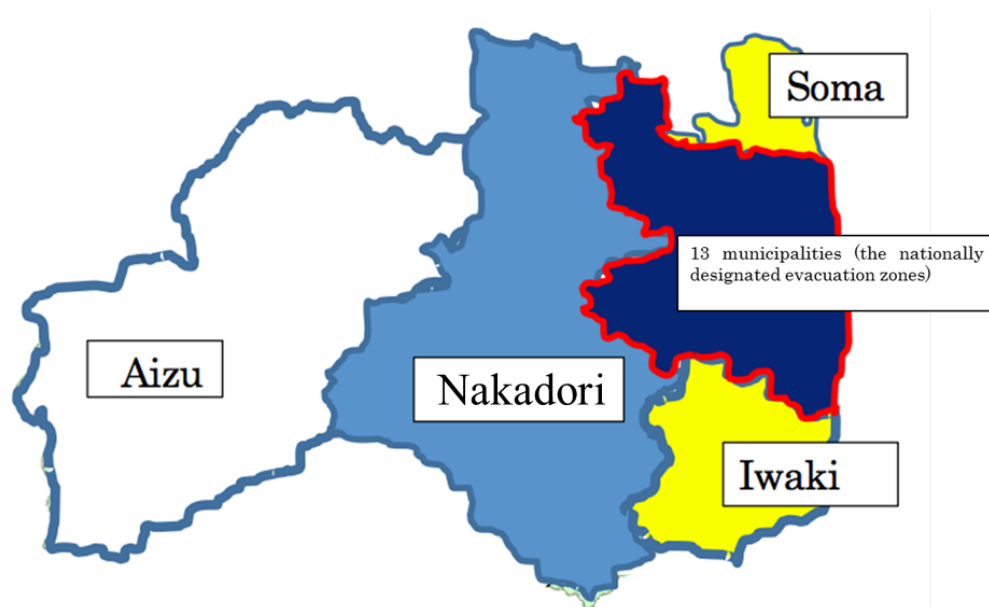 Soma
13 municipalities (the nationally
designated evacuation zones)
Aizu
Nakadori
Iwaki